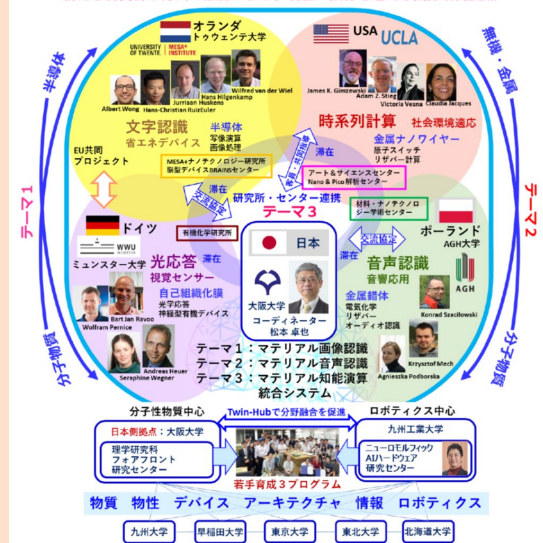 オランダ
トゥウェンテ大学
UNIVERSITY OF TWENTE.
MESA+ INSTITUTE
Albert Wong
Hans-Christian RuizEuler
Jurriaan Huskens
Hans Hilgenkamp
Wilfred van der Wiel
文字認識
省エネデバイス
半導体
写像演算
画像処理
EU共同
プロジェクト
USA
UCLA
James K. Gimzewski
Adam Z. Stieg
Victoria Vesna
Claudia Jacques
時系列計算
社会環境適応
金属ナノワイヤー
原子スイッチ
リザバー計算
半導体
無機・金属
テーマ1
テーマ2
分子物質
分子物質
MESA+ナノテクノロジー研究所
脳型デバイスBRAINSセンター
アート&サイエンスセンター
Nano & Pico解析センター
滞在
滞在
交流協定
研究所・センター連携
テーマ3
有機化学研究所
材料・ナノテクノロ
ジー学術センター
交流協定
滞在
滞在
ドイツ
WWU
MÜNSTER
ミュンスター大学
光応答
視覚センサー
自己組織化膜
光学応答
神経型有機デバイス
Bart Jan Ravoo
Wolfram Pernice
Andreas Heuer
Seraphine Wegner
日本
大阪大学
コーディネーター
松本 卓也
ポーランド
AGH大学
AGH
音声認識
音響応用
金属錯体
電気化学
リザバー
オーディオ認識
Konrad Szaciłowski
Krzysztof Mech
Agnieszka Podborska
テーマ1:マテリアル画像認識
テーマ2:マテリアル音声認識
テーマ3:マテリアル知能演算
統合システム
分子性物質中心
Twin-Hubで分野融合を促進
ロボティクス中心
日本側拠点:大阪大学
理学研究科
フォアフロント
研究センター
九州工業大学
ニューロモルフィック
AIハードウェア
研究センター
若手育成3プログラム
物質 物性 デバイス アーキテクチャ 情報 ロボティクス
九州大学
早稲田大学
東京大学
東北大学
北海道大学